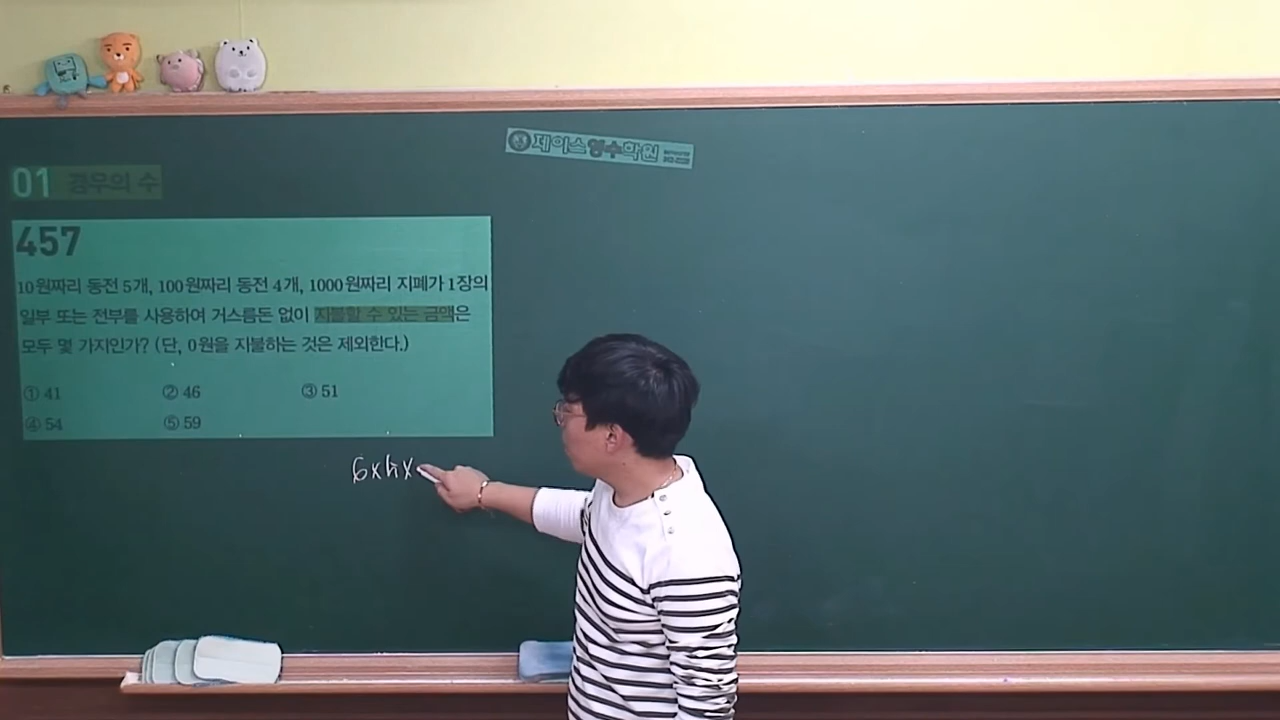 제이스영수학원
01 경우의 수
457
10원짜리 동전 5개, 100원짜리 동전 4개, 1000원짜리 지폐가 1장의
일부 또는 전부를 사용하여 거스름돈 없이 지불할 수 있는 금액은
모두 몇 가지인가? (단, 0원을 지불하는 것은 제외한다.)
① 41 ② 46 ③ 51
④ 54 ⑤ 59
6x5x